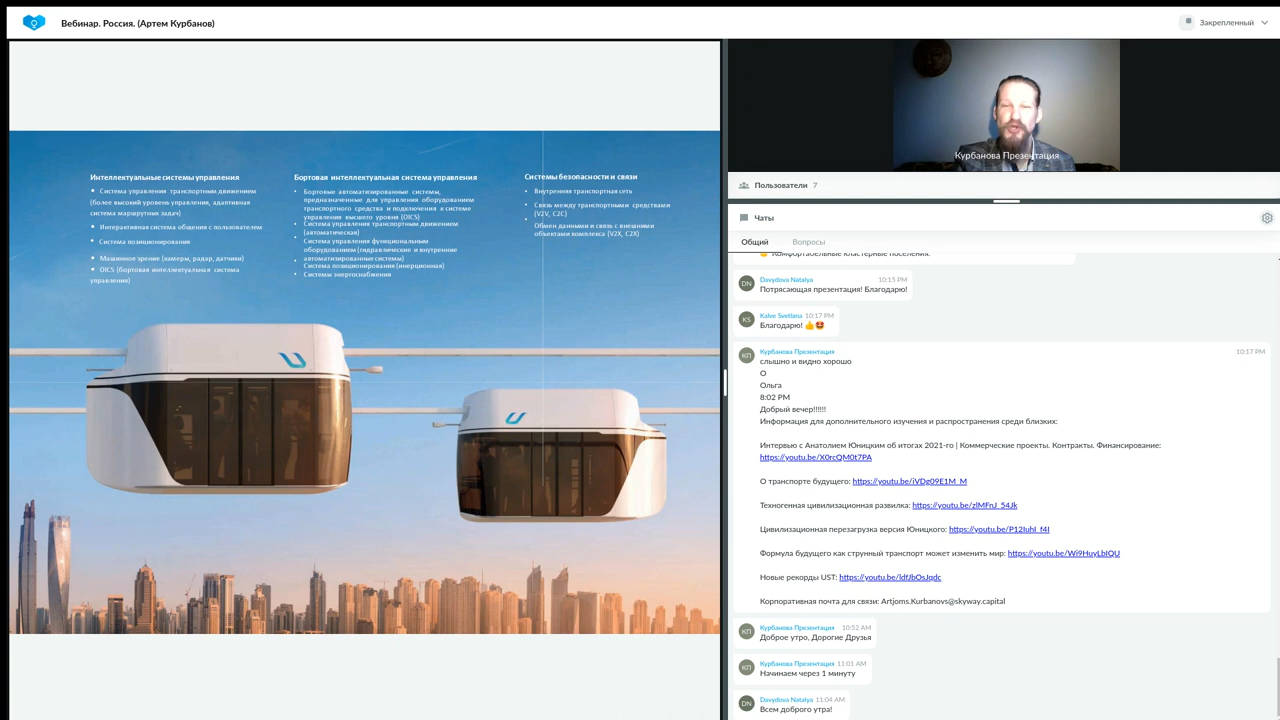 Вебинар. Россия. (Артем Курбанов)
Закрепленный
Интеллектуальные системы управления
Система управления транспортным движением
(более высокий уровень управления, адаптивная
система маршрутных задач)
Интерактивная система общения с пользователем
Система позиционирования
Машинное зрение (камеры, радар, датчики)
OICS (бортовая интеллектуальная система
управления)
Бортовая интеллектуальная система управления
Бортовые автоматизированные системы,
предназначенные для управления оборудованием
транспортного средства и подключения к системе
управления высшего уровня (OICS)
Система управления транспортным движением
(автоматическая)
Система управления функциональным
оборудованием (гидравлические и внутренние
автоматизированные системы)
Система позиционирования (инерционная)
Системы энергоснабжения
Системы безопасности и связи
Внутренняя транспортная сеть
Связь между транспортными средствами
(V2V, C2C)
Обмен данными и связь с внешними
объектами комплекса (V2X, C2X)
Курбанова Презентация
Пользователи 7
Чаты
Общий Вопросы
Комфортабельные кластерные поселения.
DN
Davydova Natalya 10:15 PM
Потрясающая презентация! Благодарю!
KS
Kalve Svetlana 10:17 PM
Благодарю! 👍🤩
КП
Курбанова Презентация 10:17 PM
слышно и видно хорошо
О
Ольга
8:02 PM
Добрый вечер!!!!!!
Информация для дополнительного изучения и распространения среди близких:
Интервью с Анатолием Юницким об итогах 2021-го | Коммерческие проекты. Контракты. Финансирование:
https://youtu.be/X0rcQM0t7PA
О транспорте будущего: https://youtu.be/iVDg09E1M_M
Техногенная цивилизационная развилка: https://youtu.be/zlMFnJ_54Jk
Цивилизационная перезагрузка версия Юницкого: https://youtu.be/P12IuhI_f4I
Формула будущего как струнный транспорт может изменить мир: https://youtu.be/Wi9HuyLbIQU
Новые рекорды UST: https://youtu.be/ldfJbOsJqdc
Корпоративная почта для связи: Artjoms.Kurbanovs@skyway.capital
КП
Курбанова Презентация 10:52 AM
Доброе утро, Дорогие Друзья
КП
Курбанова Презентация 11:01 AM
Начинаем через 1 минуту
DN
Davydova Natalya 11:04 AM
Всем доброго утра!